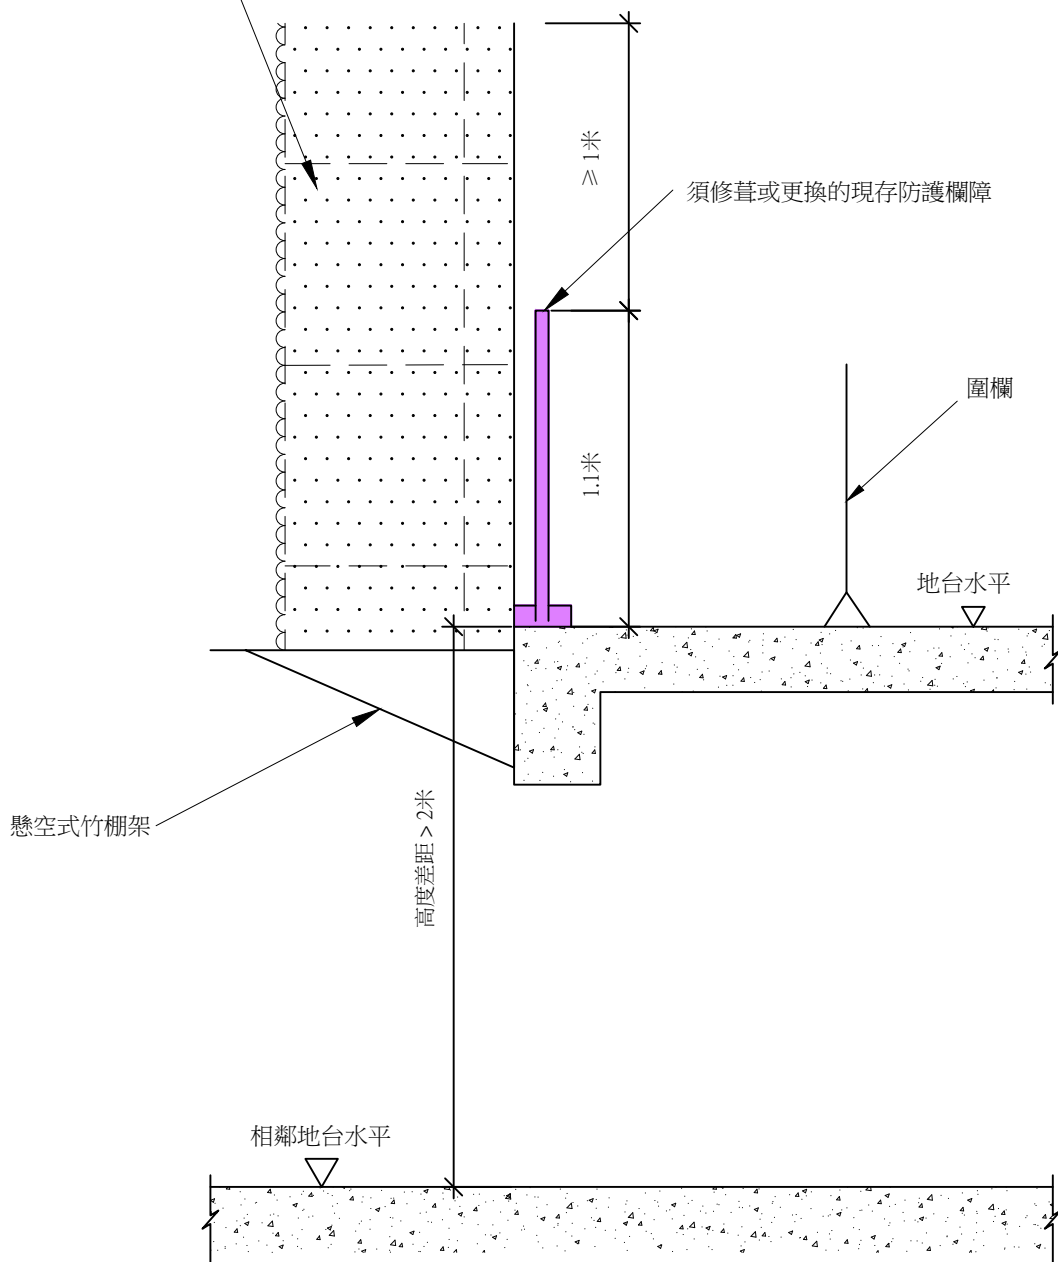 ≥ 1米
須修葺或更換的現存防護欄障
圍欄
1.1米
地台水平
懸空式竹棚架
高度差距 > 2米
相鄰地台水平